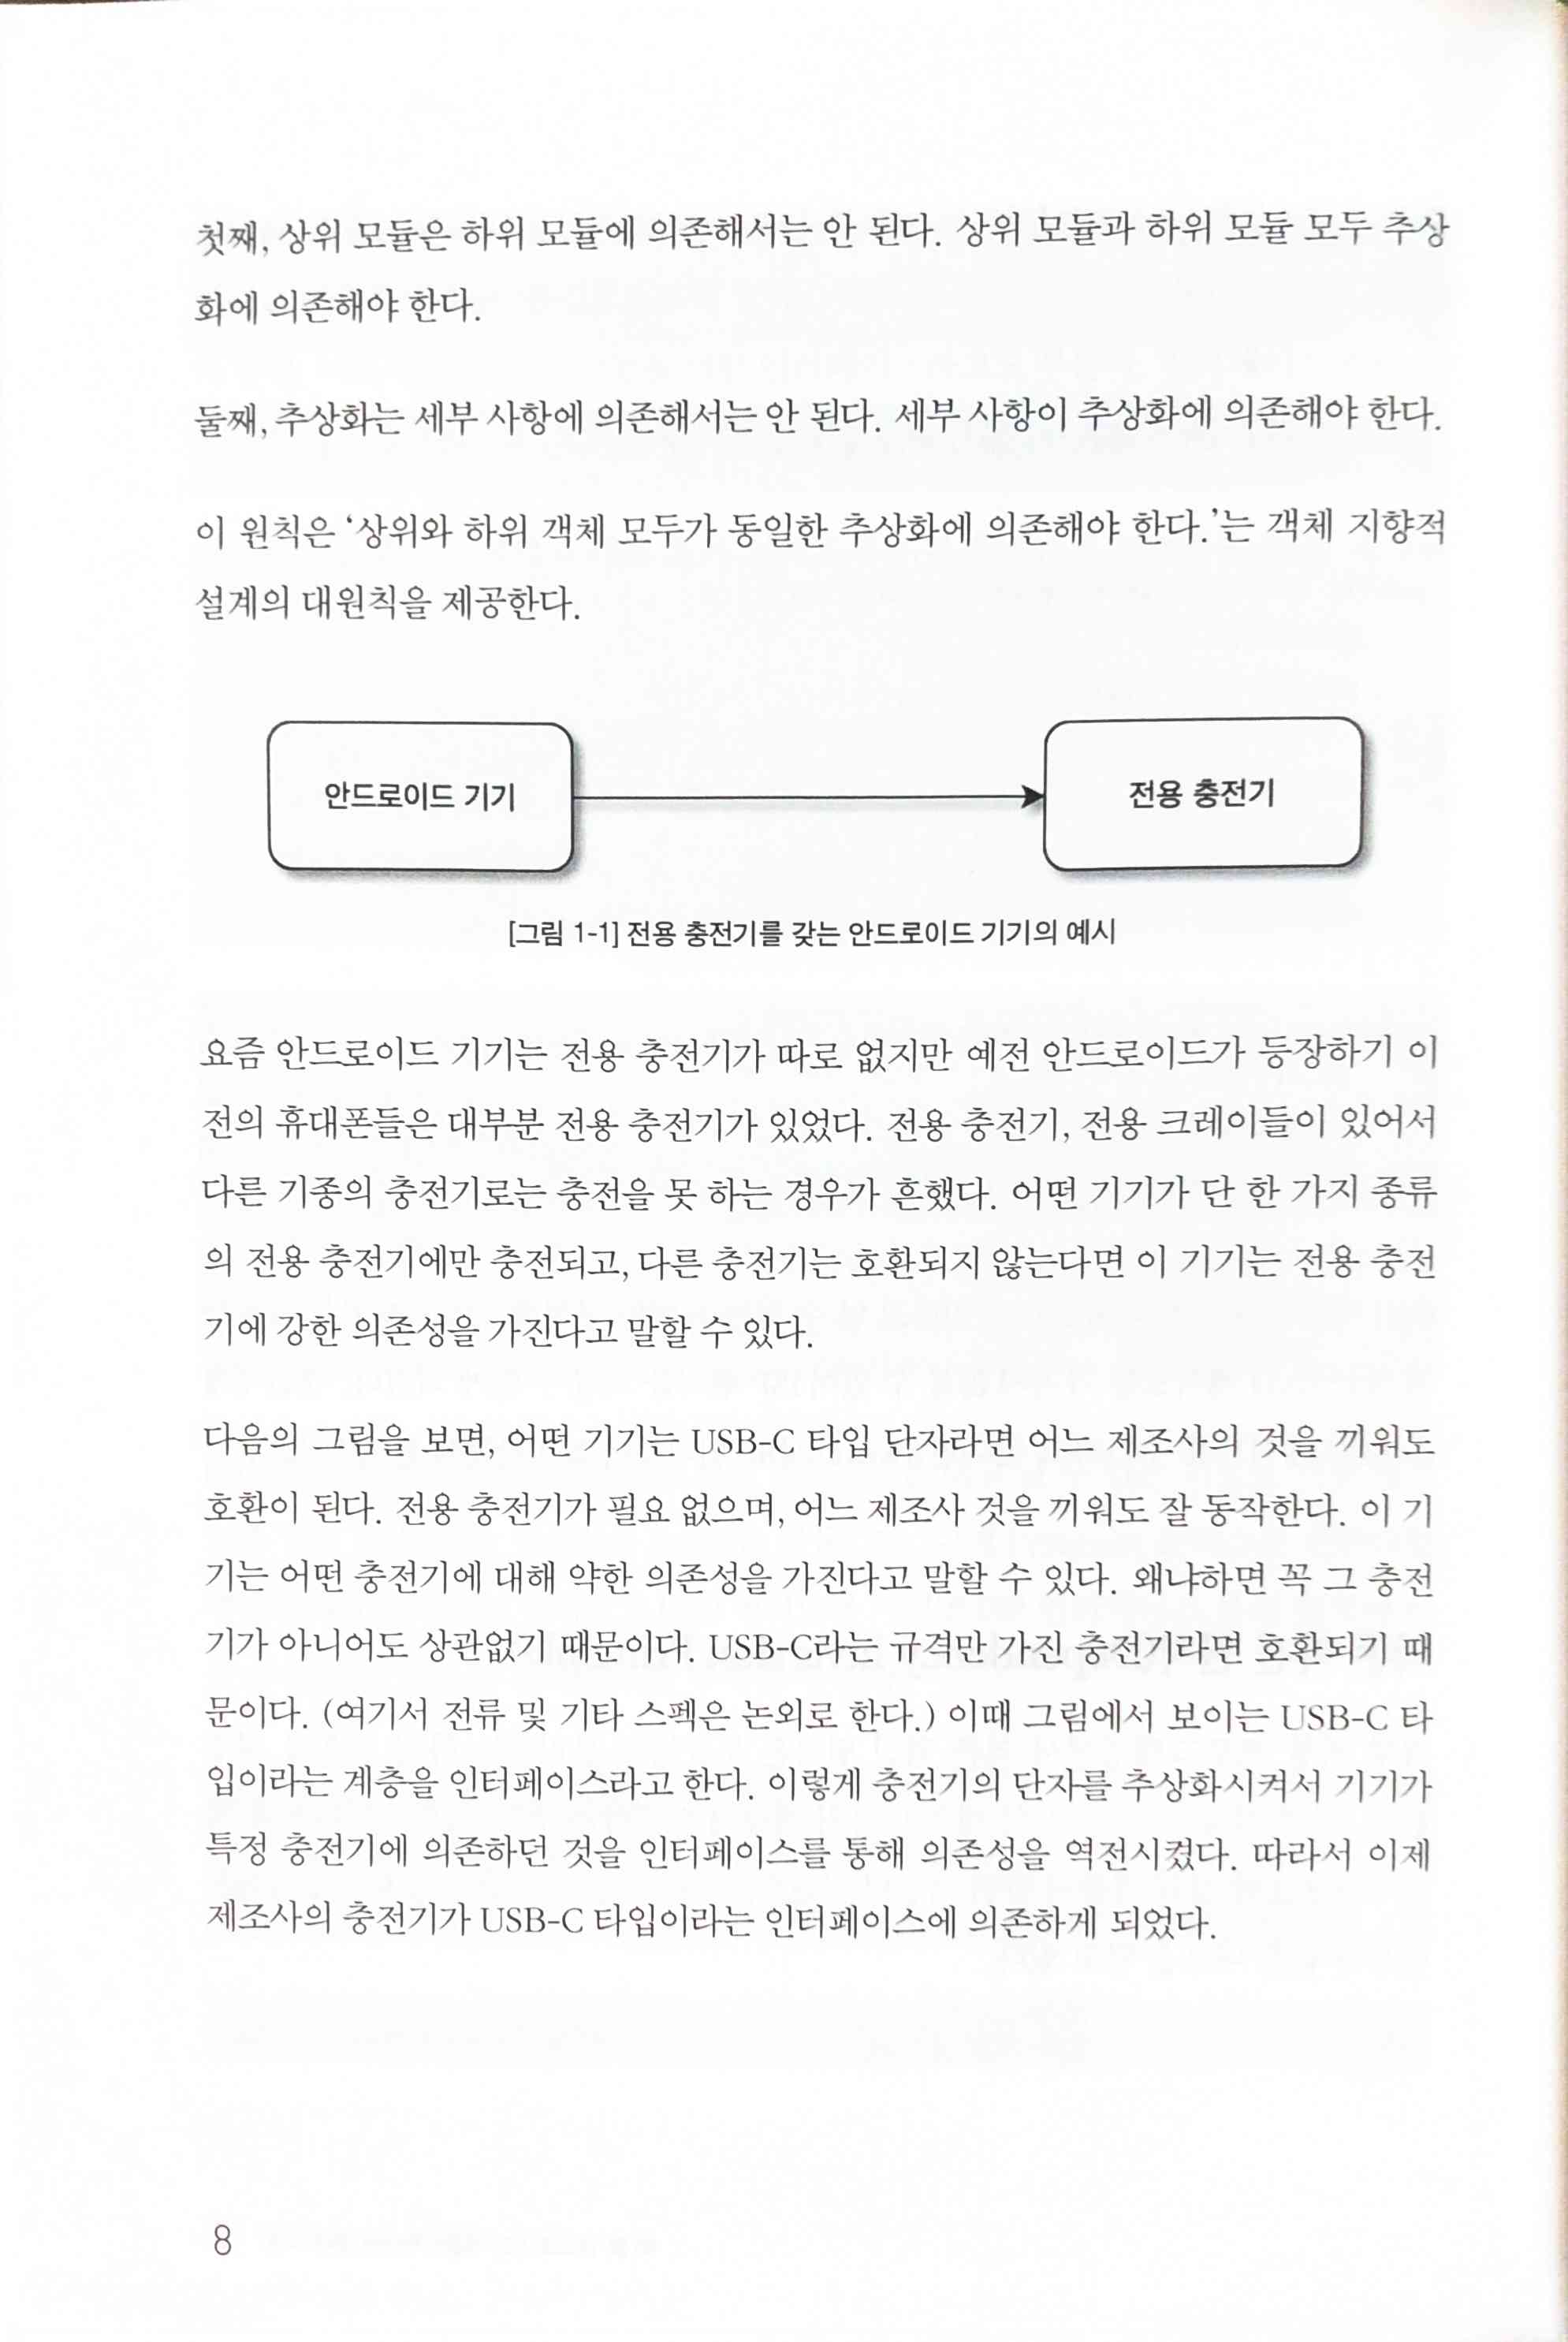 첫째, 상위 모듈은 하위 모듈에 의존해서는 안 된다. 상위 모듈과 하위 모듈 모두 추상
화에 의존해야 한다.
둘째, 추상화는 세부 사항에 의존해서는 안 된다. 세부 사항이 추상화에 의존해야 한다.
이 원칙은 ‘상위와 하위 객체 모두가 동일한 추상화에 의존해야 한다.’는 객체 지향적
설계의 대원칙을 제공한다.
안드로이드 기기
전용 충전기
[그림 1-1] 전용 충전기를 갖는 안드로이드 기기의 예시
요즘 안드로이드 기기는 전용 충전기가 따로 없지만 예전 안드로이드가 등장하기 이
전의 휴대폰들은 대부분 전용 충전기가 있었다. 전용 충전기, 전용 크레이들이 있어서
다른 기종의 충전기로는 충전을 못 하는 경우가 흔했다. 어떤 기기가 단 한 가지 종류
의 전용 충전기에만 충전되고, 다른 충전기는 호환되지 않는다면 이 기기는 전용 충전
기에 강한 의존성을 가진다고 말할 수 있다.
다음의 그림을 보면, 어떤 기기는 USB-C 타입 단자라면 어느 제조사의 것을 끼워도
호환이 된다. 전용 충전기가 필요 없으며, 어느 제조사 것을 끼워도 잘 동작한다. 이 기
기는 어떤 충전기에 대해 약한 의존성을 가진다고 말할 수 있다. 왜냐하면 꼭 그 충전
기가 아니어도 상관없기 때문이다. USB-C라는 규격만 가진 충전기라면 호환되기 때
문이다. (여기서 전류 및 기타 스펙은 논외로 한다.) 이때 그림에서 보이는 USB-C 타
입이라는 계층을 인터페이스라고 한다. 이렇게 충전기의 단자를 추상화시켜서 기기가
특정 충전기에 의존하던 것을 인터페이스를 통해 의존성을 역전시켰다. 따라서 이제
제조사의 충전기가 USB-C 타입이라는 인터페이스에 의존하게 되었다.
8